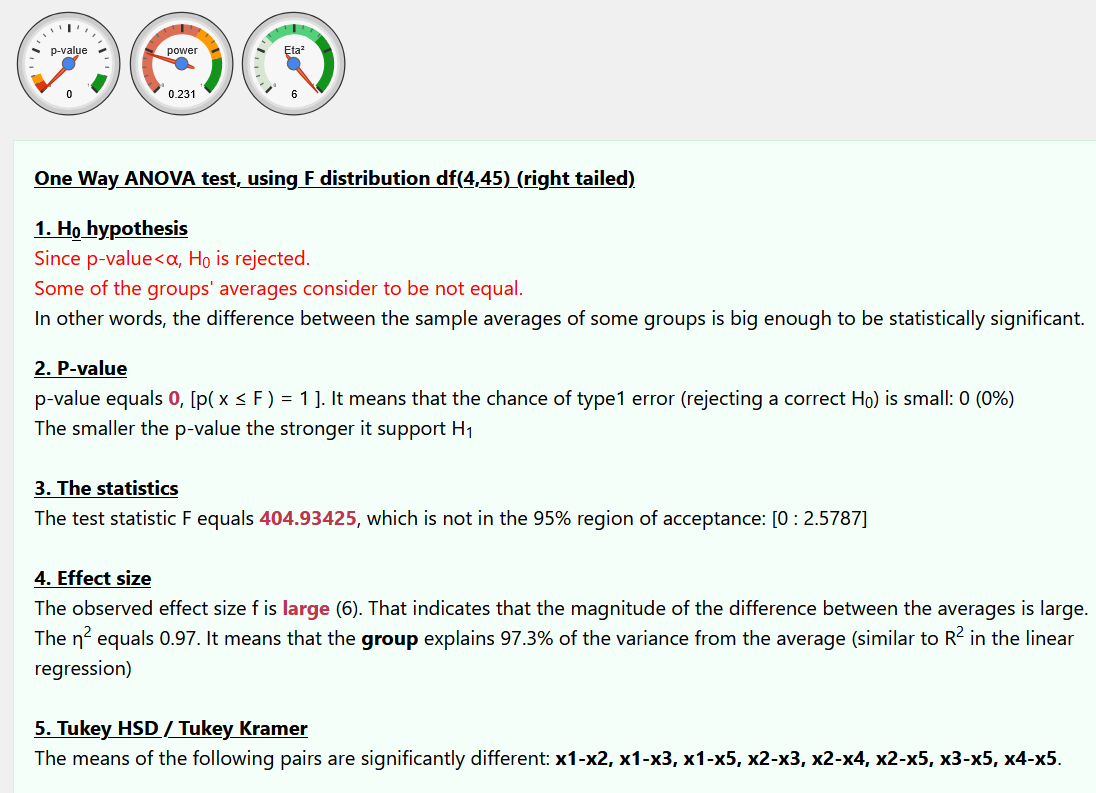 p-value
0
power
0.231
Eta²
6
One Way ANOVA test, using F distribution df(4,45) (right tailed)
1. H₀ hypothesis
Since p-value<α, H₀ is rejected.
Some of the groups' averages consider to be not equal.
In other words, the difference between the sample averages of some groups is big enough to be statistically significant.
2. P-value
p-value equals 0, [p( x ≤ F ) = 1 ]. It means that the chance of type1 error (rejecting a correct H₀) is small: 0 (0%)
The smaller the p-value the stronger it support H₁
3. The statistics
The test statistic F equals 404.93425, which is not in the 95% region of acceptance: [0 : 2.5787]
4. Effect size
The observed effect size f is large (6). That indicates that the magnitude of the difference between the averages is large.
The η² equals 0.97. It means that the group explains 97.3% of the variance from the average (similar to R² in the linear
regression)
5. Tukey HSD / Tukey Kramer
The means of the following pairs are significantly different: x1-x2, x1-x3, x1-x5, x2-x3, x2-x4, x2-x5, x3-x5, x4-x5.